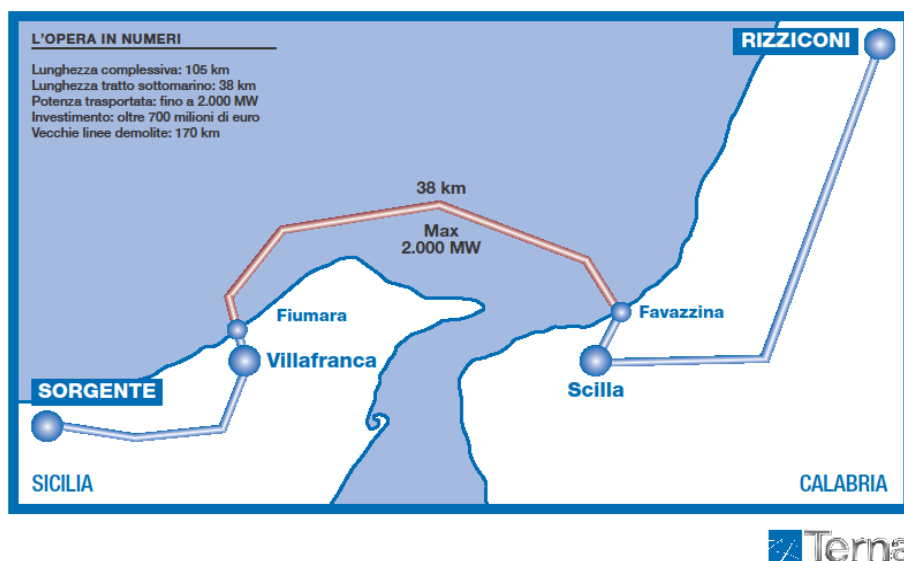 L'OPERA IN NUMERI
Lunghezza complessiva: 105 km
Lunghezza tratto sottomarino: 38 km
Potenza trasportata: fino a 2.000 MW
Investimento: oltre 700 milioni di euro
Vecchie linee demolite: 170 km
RIZZICONI
38 km
Max
2.000 MW
Fiumara
Favazzina
Villafranca
Scilla
SORGENTE
SICILIA
CALABRIA
Terna